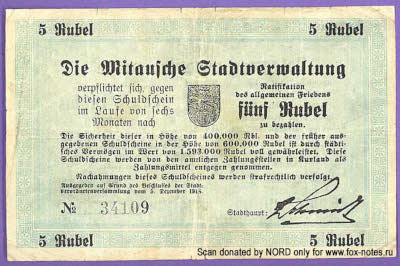 5 Rubel 5 Rubel
Die Mitausche Stadtverwaltung
verpflichtet sich, gegen
diesen Schuldschein
im Laufe von sechs
Monaten nach
Ratifikation
des allgemeinen Friedens
fünf Rubel
zu bezahlen.
Die Sicherheit dieser in Höhe von 400.000 Rbl. und der früher aus-
gegebenen Schuldscheine in der Höhe von 600.000 Rubel ist durch städti-
sches Vermögen im Wert von 1.593.000 Rubel voll gewährleistet. Diese
Schuldscheine werden von den amtlichen Zahlungsstellen in Kurland als
Zahlungsmittel entgegen genommen.
Nachahmungen dieses Schuldscheines werden strafrechtlich verfolgt.
Ausgegeben auf Grund des Beschlusses der Stadt-
verordnetenversammlung vom 5. Dezember 1918.
№ 34109
Stadthaupt:
5 Rubel 5 Rubel
Scan donated by NORD only for www.fox-notes.ru